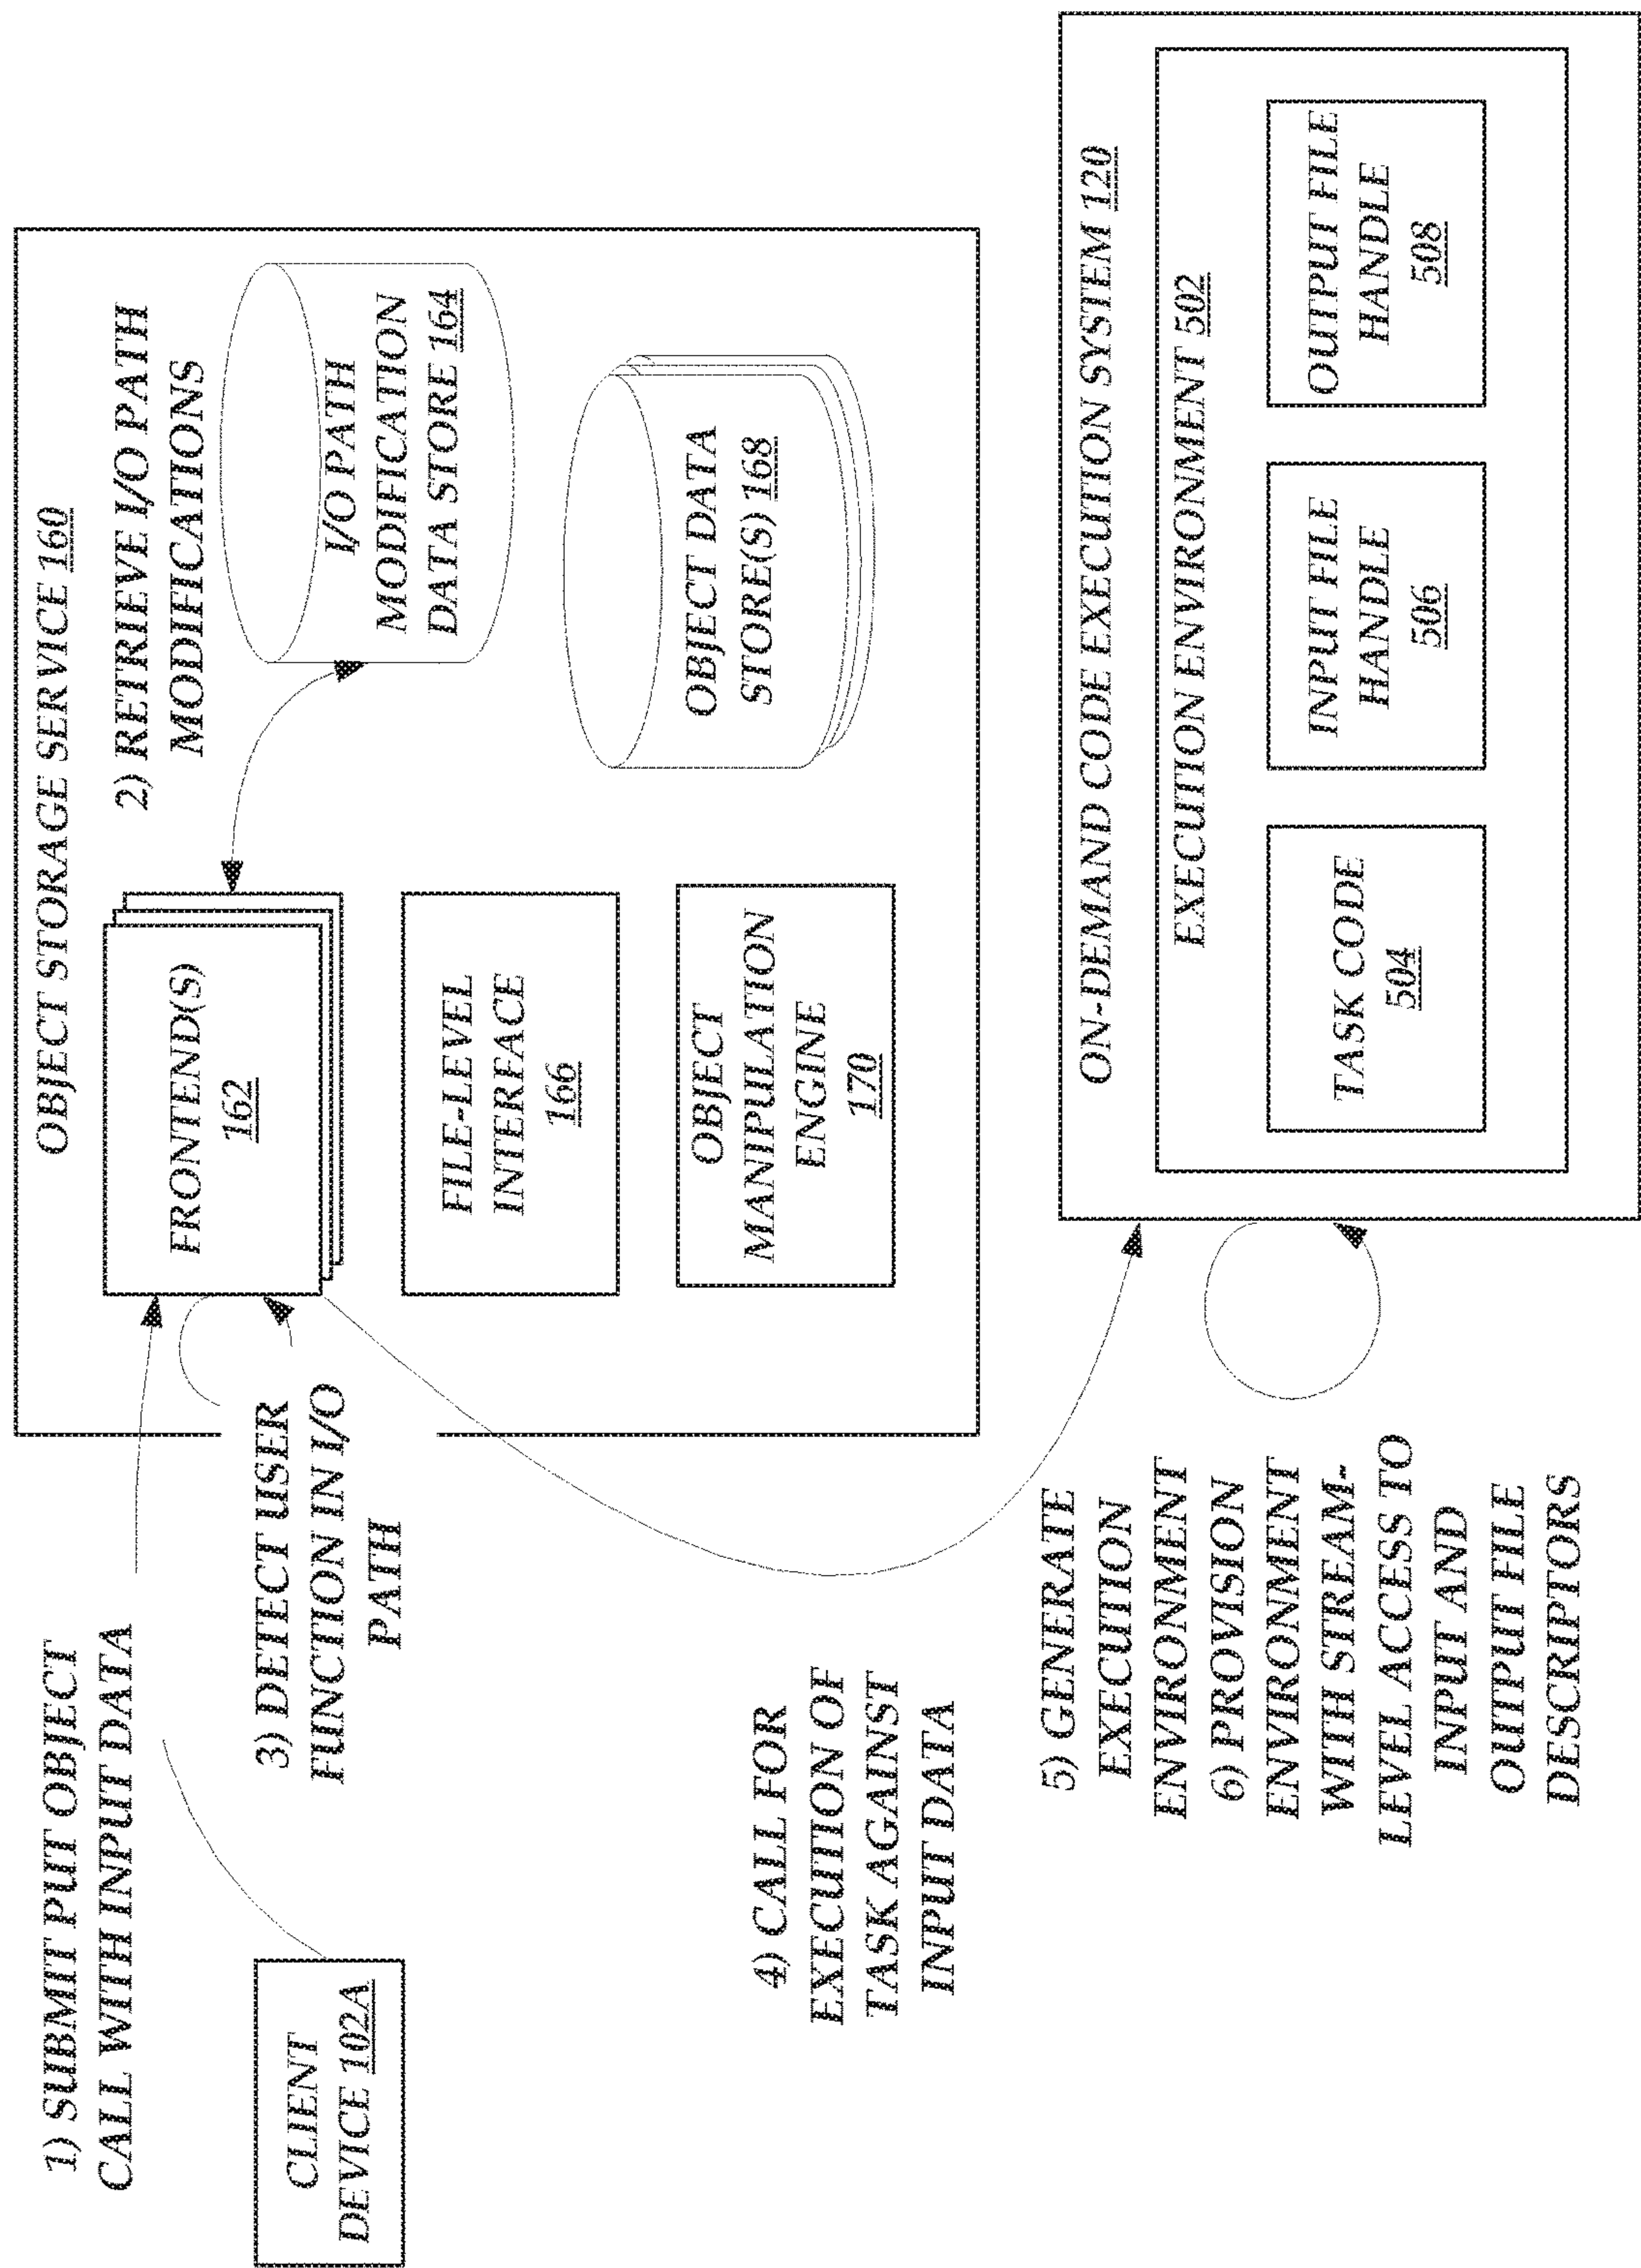 1) SUBMIT PUT OBJECT
CALL WITH INPUT DATA
CLIENT
DEVICE 102A
OBJECT STORAGE SERVICE 160
FRONTEND(S)
162
2) RETRIEVE I/O PATH
MODIFICATIONS
I/O PATH
MODIFICATION
DATA STORE 164
3) DETECT USER
FUNCTION IN I/O
PATH
FILE-LEVEL
INTERFACE
166
OBJECT DATA
STORE(S) 168
OBJECT
MANIPULATION
ENGINE
170
4) CALL FOR
EXECUTION OF
TASK AGAINST
INPUT DATA
5) GENERATE
EXECUTION
ENVIRONMENT
6) PROVISION
ENVIRONMENT
WITH STREAM-
LEVEL ACCESS TO
INPUT AND
OUTPUT FILE
DESCRIPTORS
ON-DEMAND CODE EXECUTION SYSTEM 120
EXECUTION ENVIRONMENT 502
TASK CODE
504
INPUT FILE
HANDLE
506
OUTPUT FILE
HANDLE
508